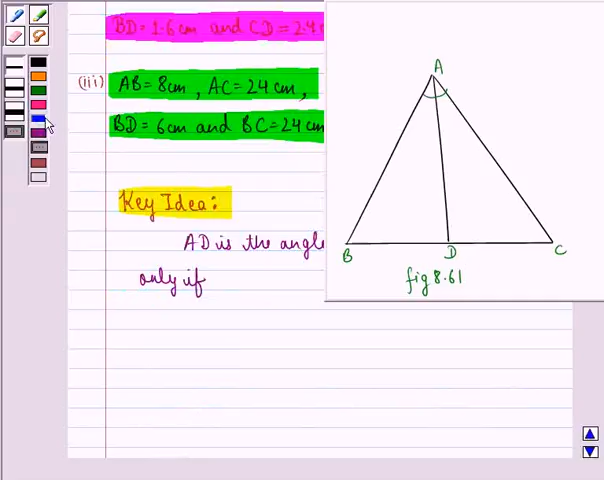 BD = 1.6 cm and CD = 2.4 c
(iii) AB = 8cm, AC = 24 cm,
BD = 6cm and BC = 24 cm
Key Idea:
AD is the angle
only if
A
B D C
fig 8.61